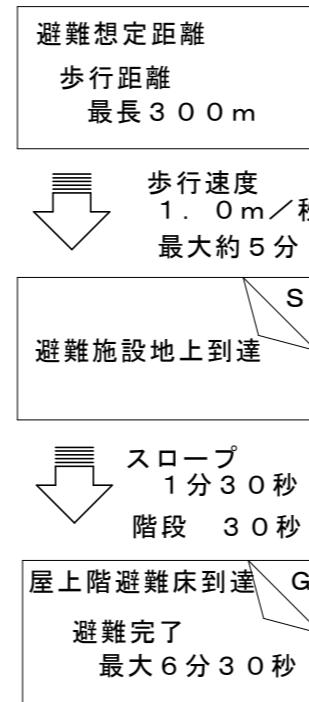 避難想定距離
歩行距離
最長３００ｍ
歩行速度
１．０ｍ／秒
最大約５分
S
避難施設地上到達
スロープ
１分３０秒
階段　３０秒
屋上階避難床到達 G
避難完了
最大６分３０秒